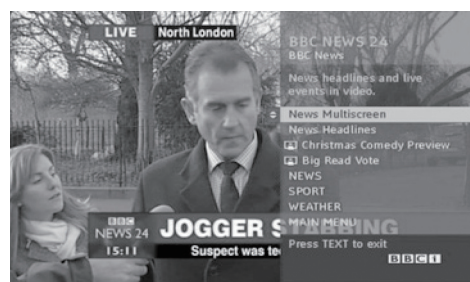 LIVE North London
BBC NEWS 24
BBC News
News headlines and live
events in video.
News Multiscreen
News Headlines
Christmas Comedy Preview
Big Read Vote
NEWS
SPORT
WEATHER
MAIN MENU
Press TEXT to exit
BBCi
BBC
NEWS 24
15:11
JOGGER STABBING
Suspect was